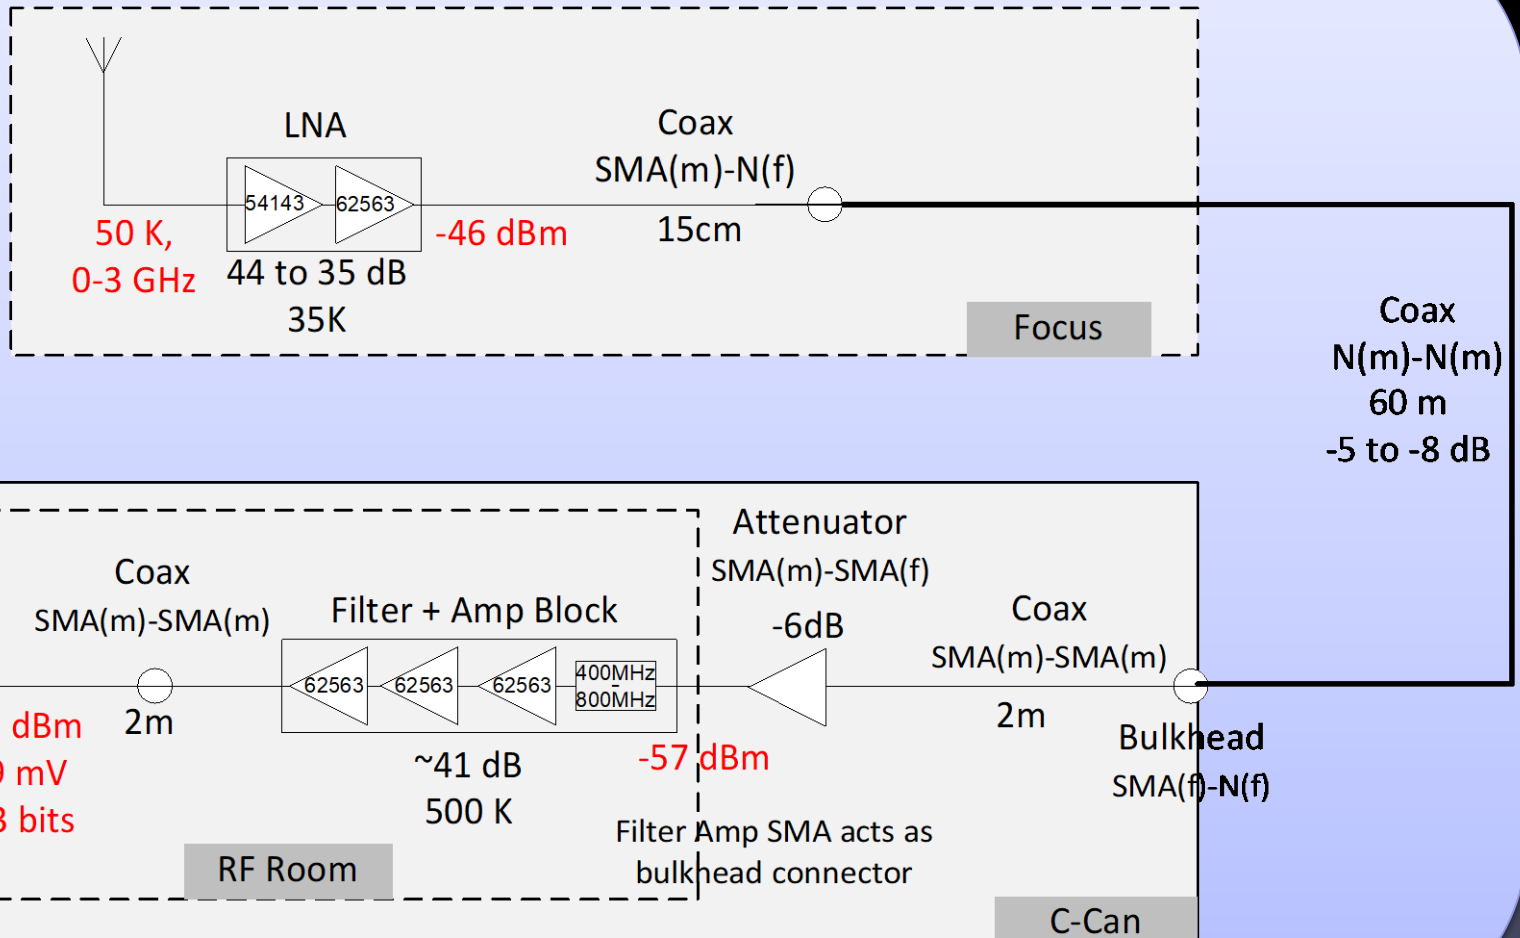 LNA
54143
62563
50 K,
0-3 GHz
44 to 35 dB
35K
-46 dBm
Coax
SMA(m)-N(f)
15cm
Focus
Coax
N(m)-N(m)
60 m
-5 to -8 dB
Coax
SMA(m)-SMA(m)
2m
dBm
mV
bits
Filter + Amp Block
62563
62563
62563
400MHz
-
800MHz
~41 dB
500 K
-57 dBm
RF Room
Attenuator
SMA(m)-SMA(f)
-6dB
Filter Amp SMA acts as
bulkhead connector
Coax
SMA(m)-SMA(m)
2m
Bulkhead
SMA(f)-N(f)
C-Can